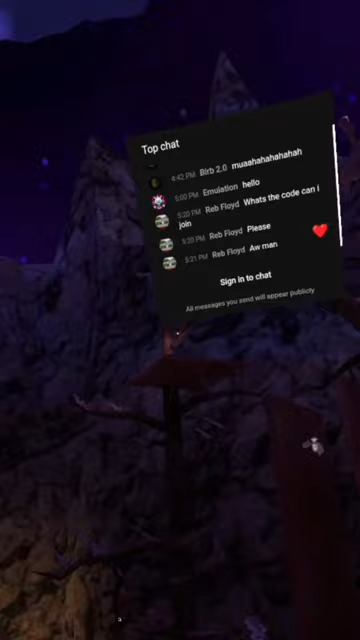 Top chat
4:42 PM Blrb 2.0 muaahahahahahah
5:00 PM Emulation hello
5:20 PM Reb Floyd Whats the code can i
join
5:20 PM Reb Floyd Please
5:21 PM Reb Floyd Aw man
Sign in to chat
All messages you send will appear publicly